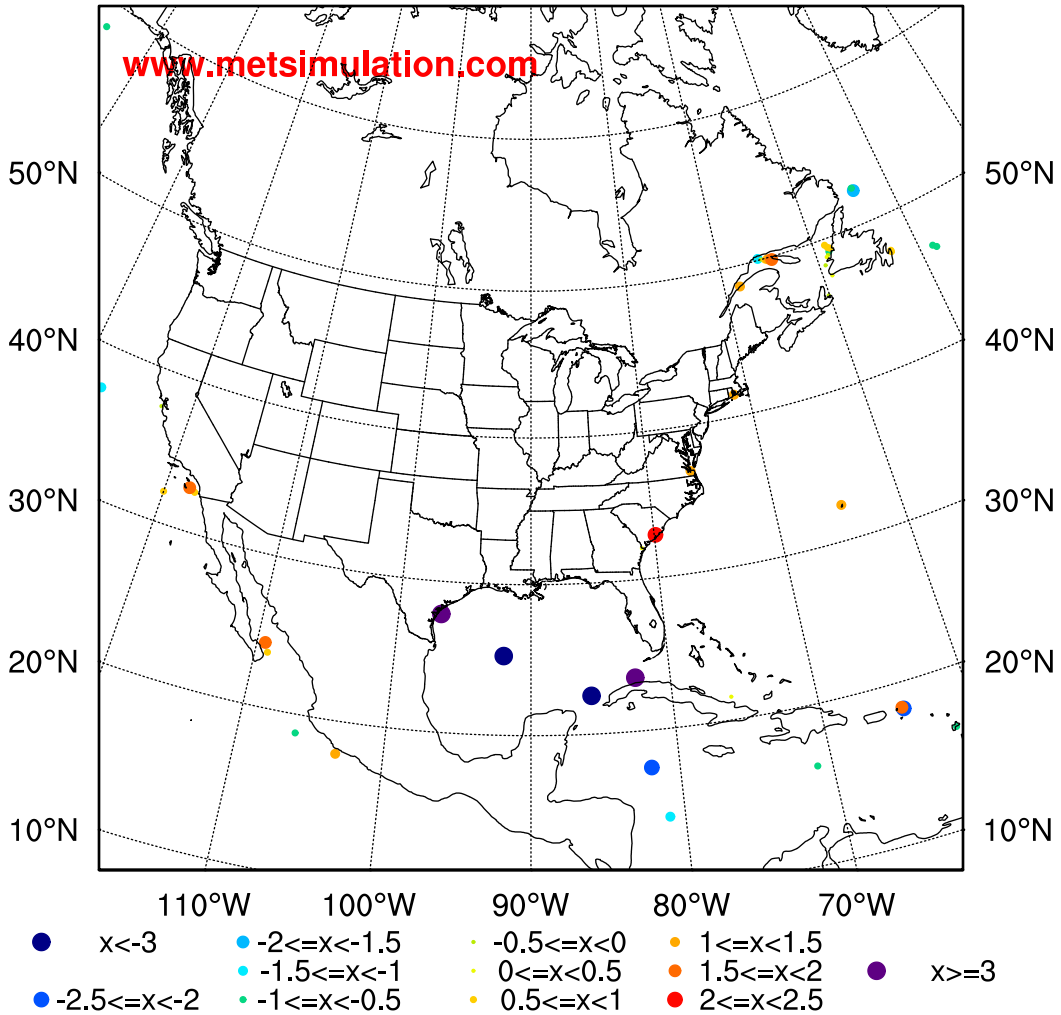 www.metsimulation.com
50°N 50°N
40°N 40°N
30°N 30°N
20°N 20°N
10°N 10°N
110°W 100°W 90°W 80°W 70°W
x<-3 -2<=x<-1.5 -0.5<=x<0 1<=x<1.5
-1.5<=x<-1 0<=x<0.5 1.5<=x<2 x>=3
-2.5<=x<-2 -1<=x<-0.5 0.5<=x<1 2<=x<2.5